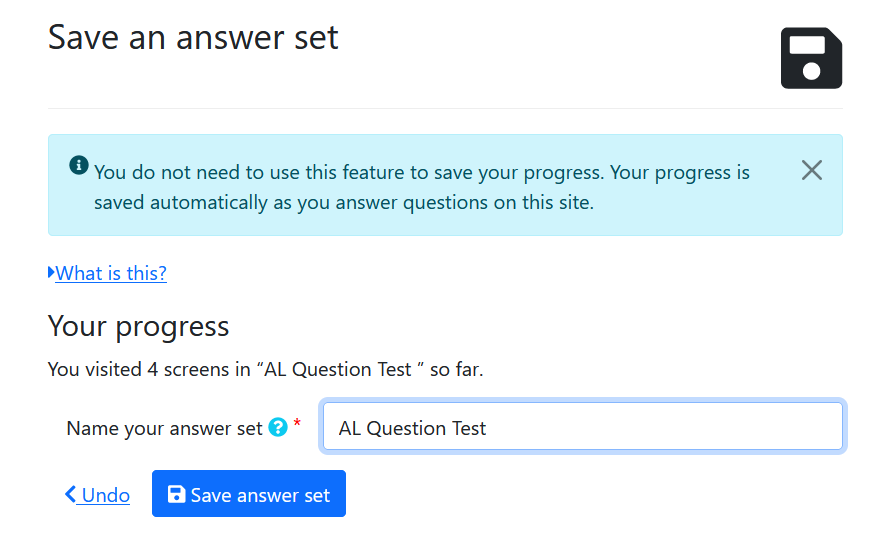 Save an answer set
You do not need to use this feature to save your progress. Your progress is
saved automatically as you answer questions on this site.
What is this?
Your progress
You visited 4 screens in “AL Question Test ” so far.
Name your answer set ? * AL Question Test
Undo Save answer set